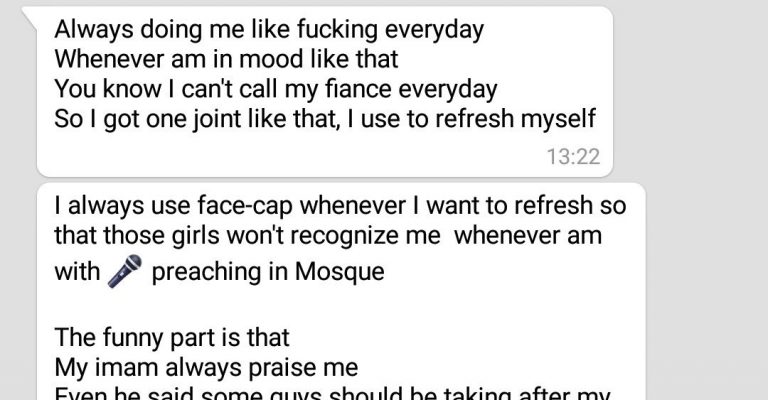 Always doing me like fucking everyday
Whenever am in mood like that
You know I can't call my fiance everyday
So I got one joint like that, I use to refresh myself
13:22
I always use face-cap whenever I want to refresh so
that those girls won't recognize me  whenever am
with 🎤 preaching in Mosque
The funny part is that
My imam always praise me
Even he said some guys should be taking after my